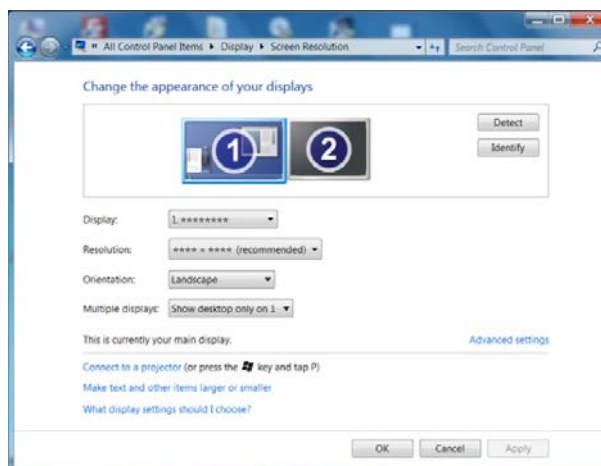 « All Control Panel Items ▸ Display ▸ Screen Resolution Search Control Panel
Change the appearance of your displays
1 2
Detect
Identify
Display: 1.********
Resolution: **** × **** (recommended)
Orientation: Landscape
Multiple displays: Show desktop only on 1
This is currently your main display. Advanced settings
Connect to a projector (or press the key and tap P)
Make text and other items larger or smaller
What display settings should I choose?
OK Cancel Apply